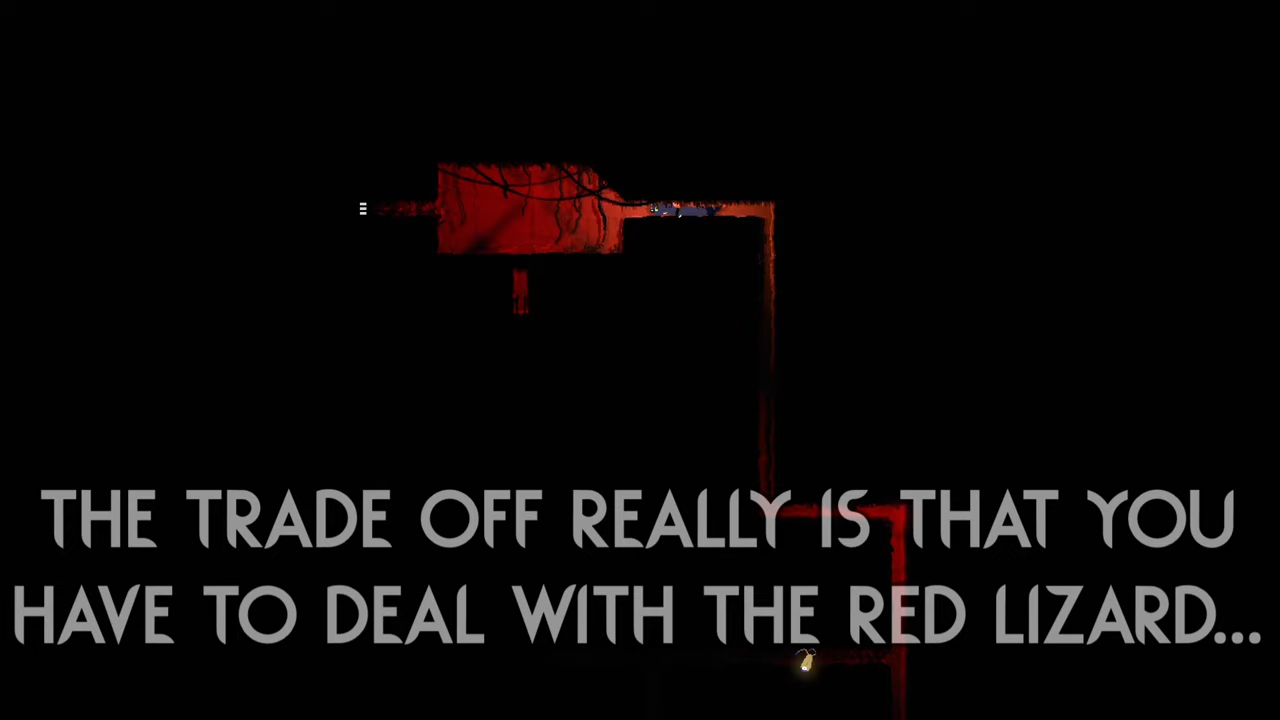 THE TRADE OFF REALLY IS THAT YOU
HAVE TO DEAL WITH THE RED LIZARD...